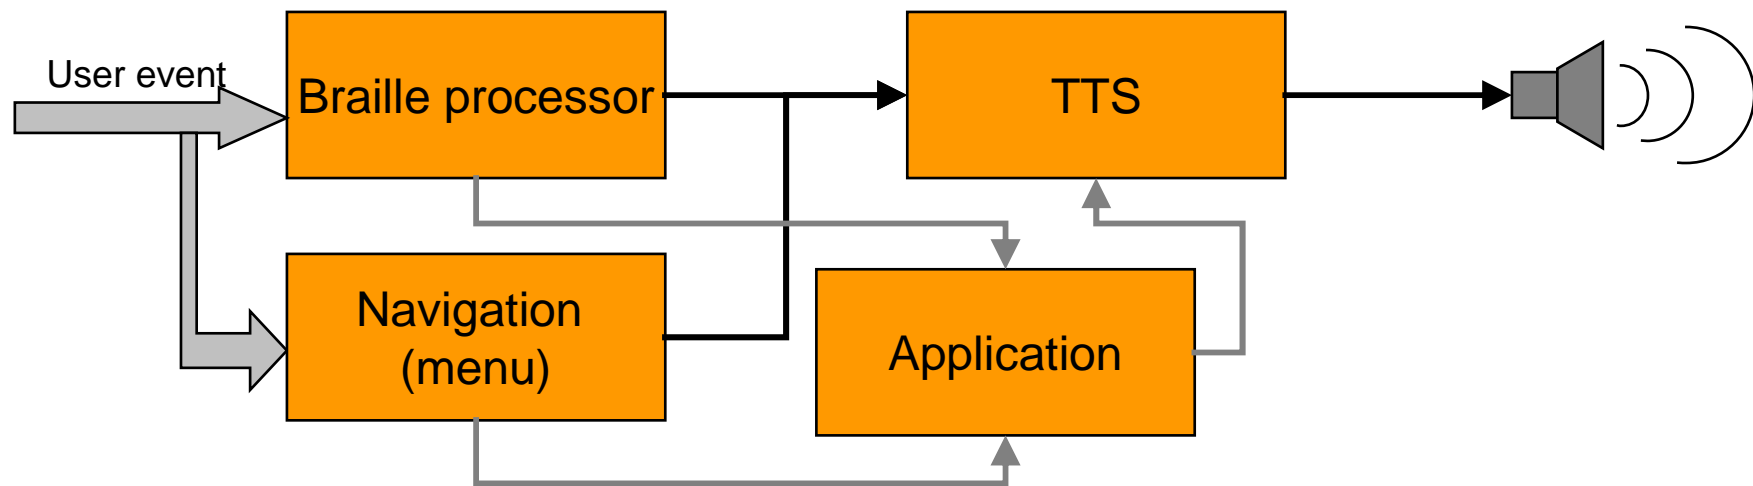 User event
Braille processor
TTS
Navigation
(menu)
Application